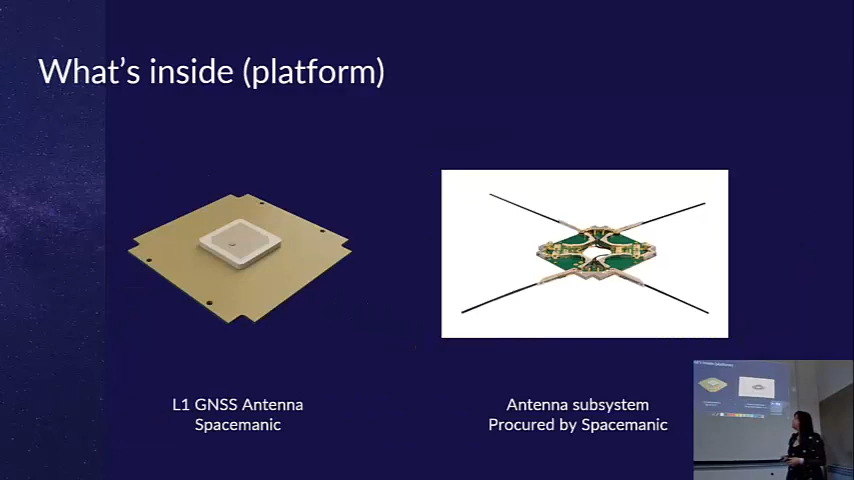 What's inside (platform)
L1 GNSS Antenna
Spacemanic
Antenna subsystem
Procured by Spacemanic